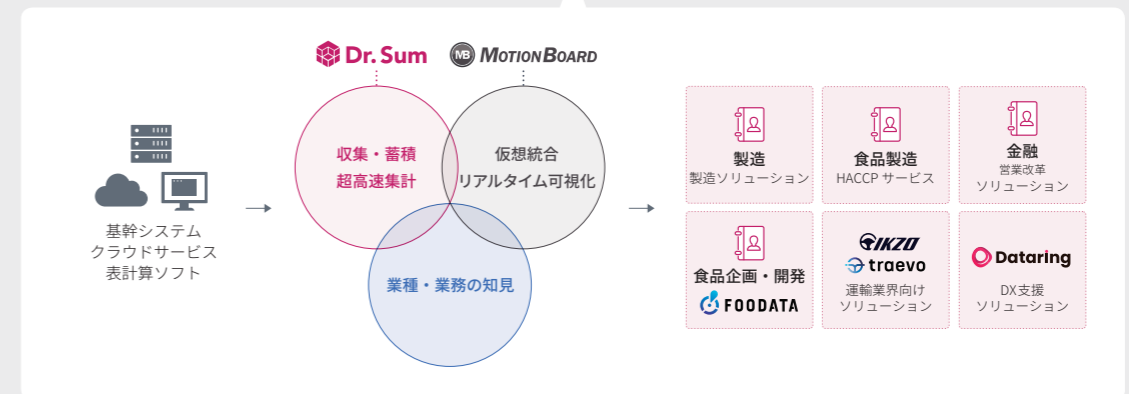 Dr.Sum
MB MOTIONBOARD
収集・蓄積
超高速集計
仮想統合
リアルタイム可視化
業種・業務の知見
基幹システム
クラウドサービス
表計算ソフト
製造
製造ソリューション
食品製造
HACCP サービス
金融
営業改革
ソリューション
食品企画・開発
FOODATA
IKZO
traevo
運輸業界向け
ソリューション
Dataring
DX支援
ソリューション